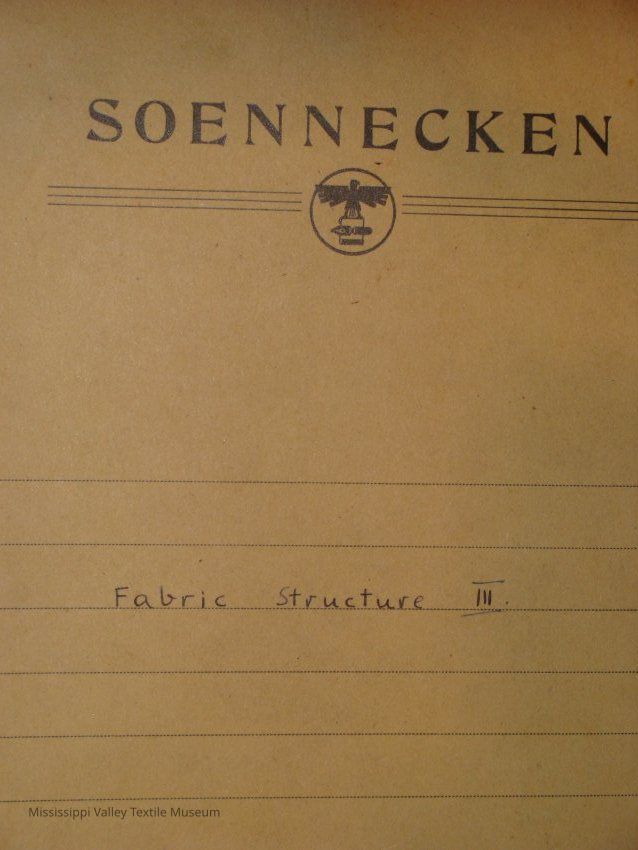 SOENNECKEN
Fabric Structure III.
Mississippi Valley Textile Museum